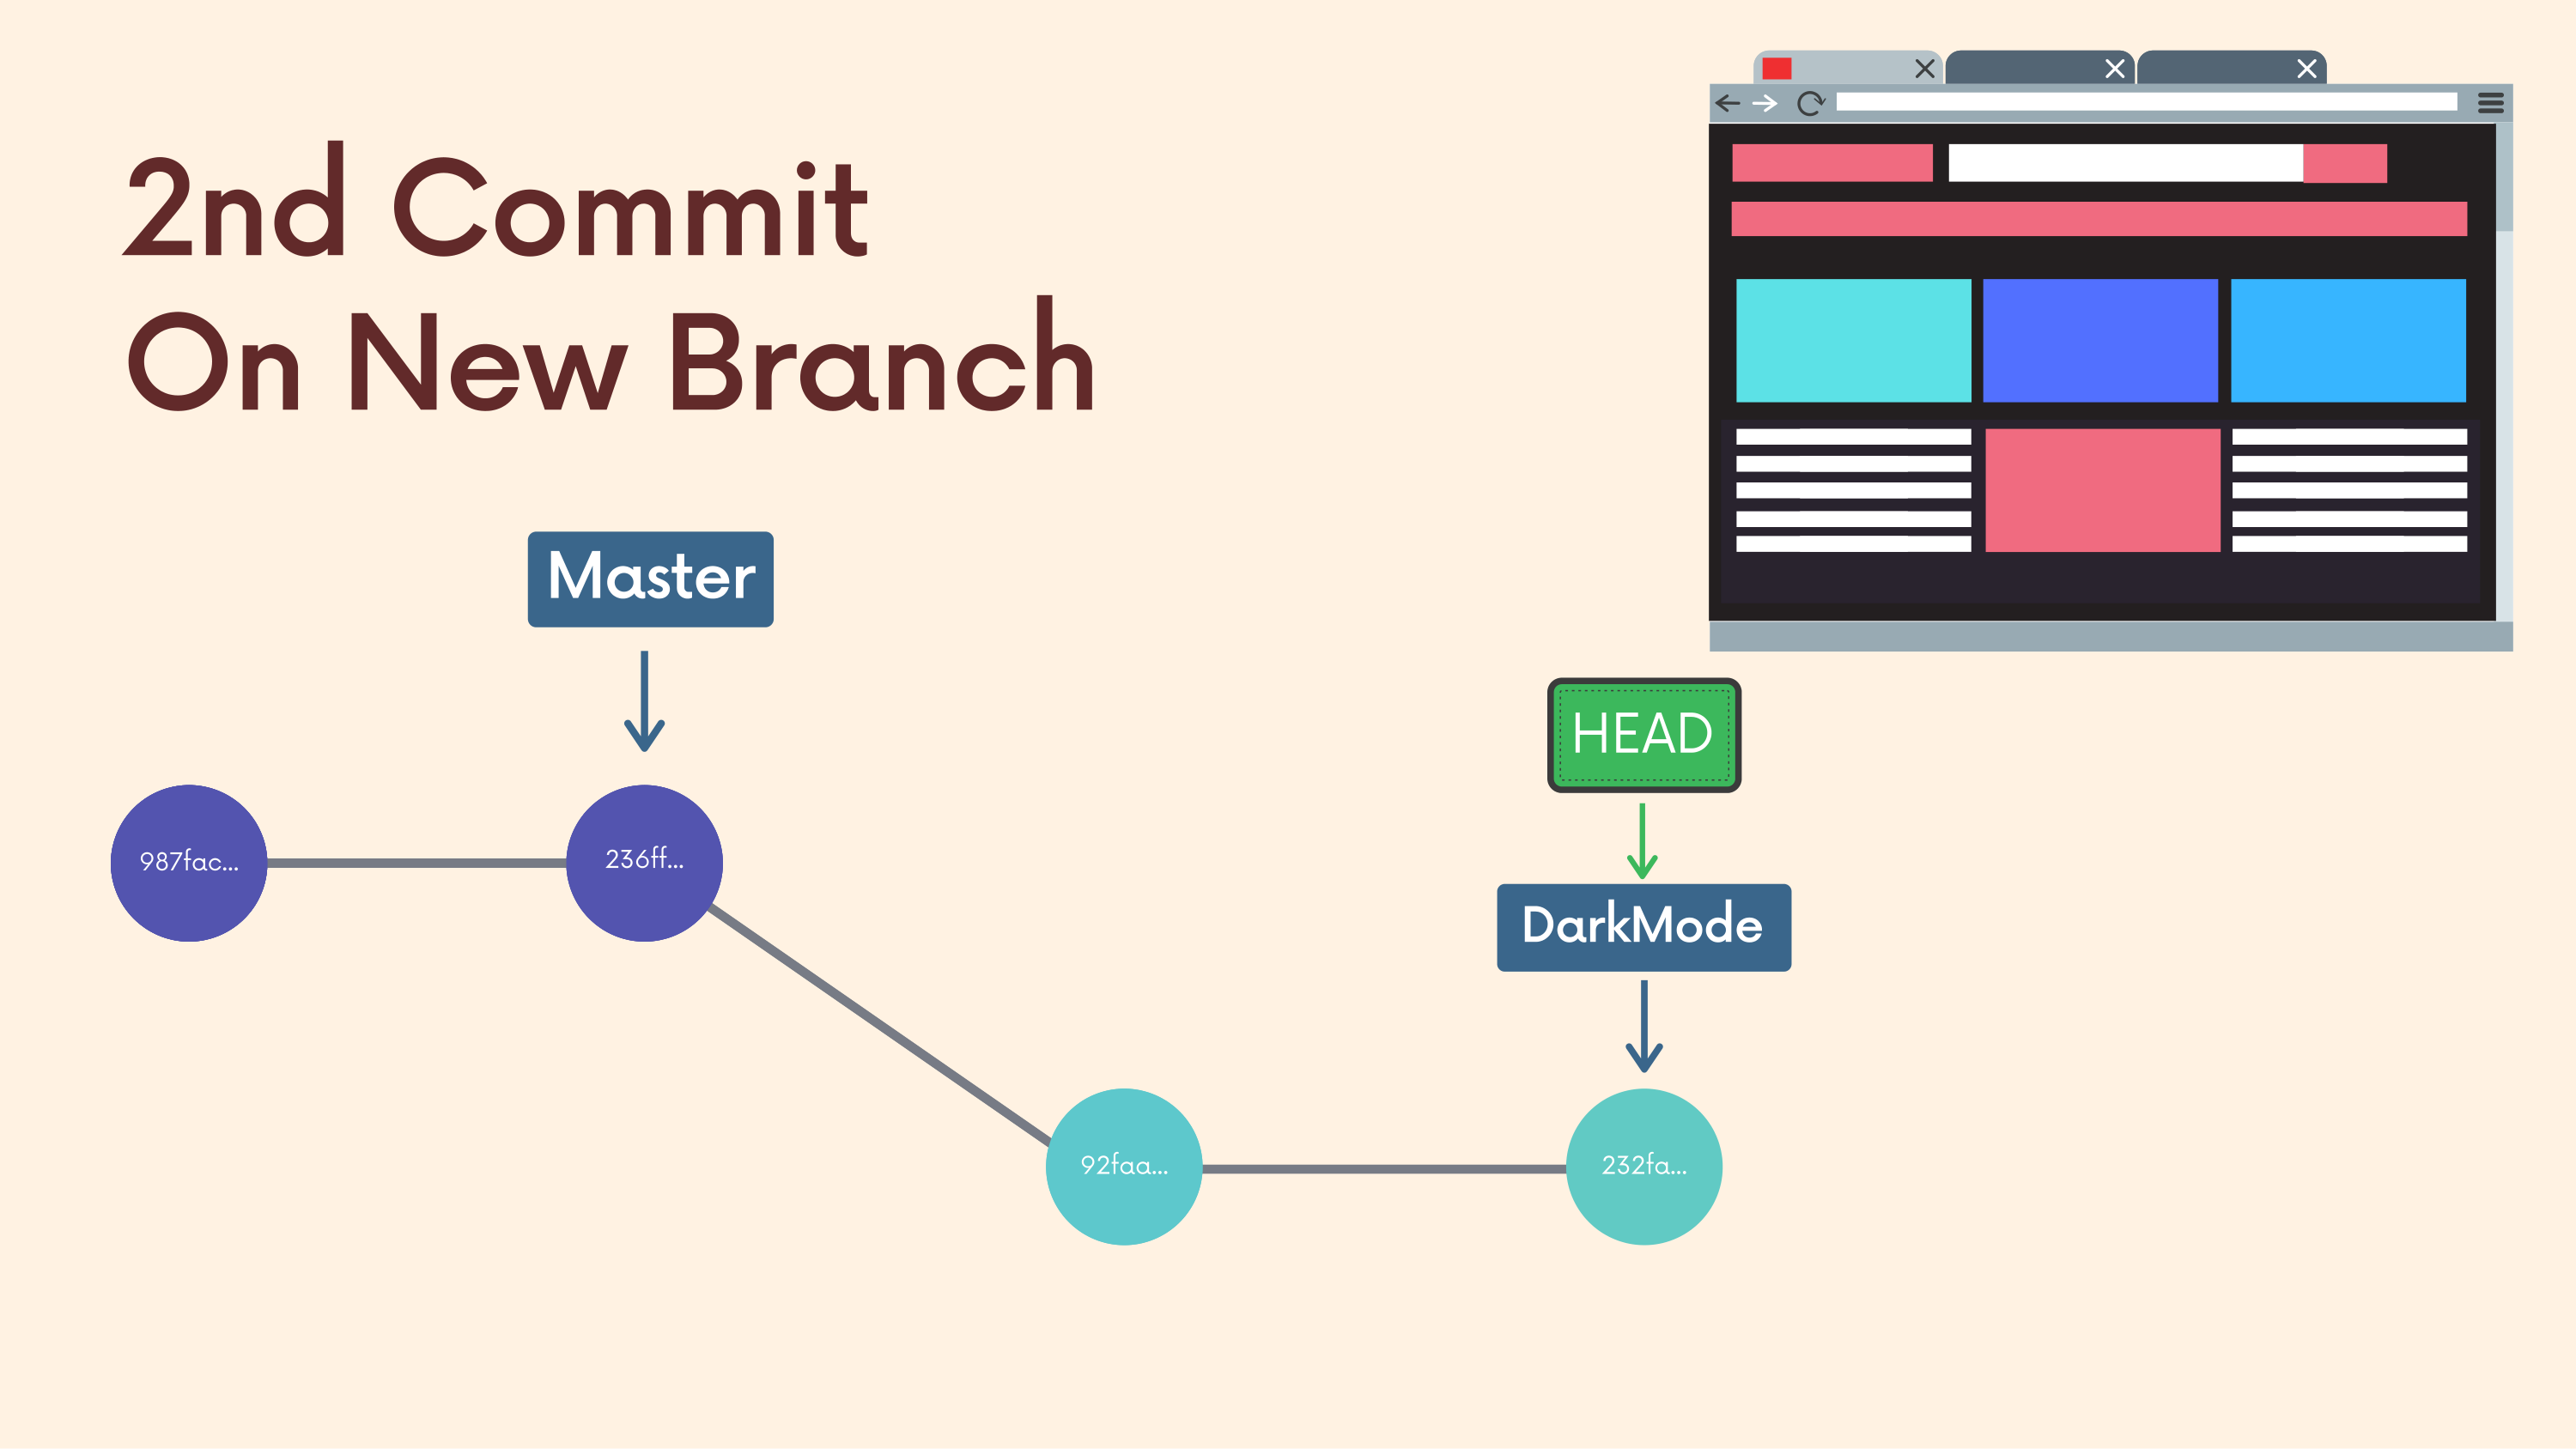 2nd Commit
On New Branch
Master
HEAD
987fac...
236ff...
DarkMode
92faa...
232fa...